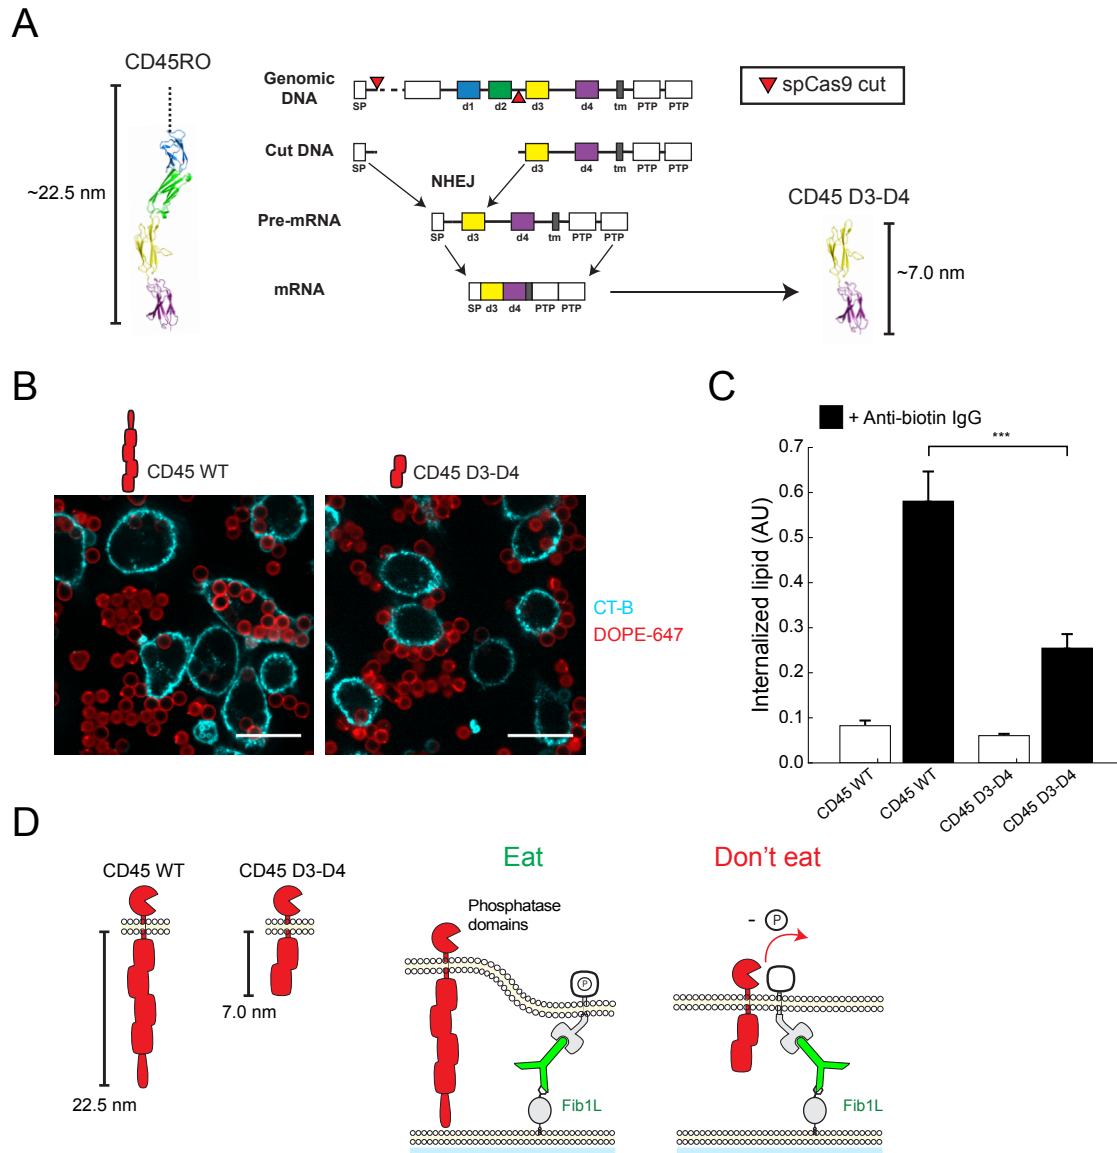 A
CD45RO
~22.5 nm
Genomic
DNA
SP
d1
d2
d3
d4
tm
PTP
PTP
spCas9 cut
Cut DNA
SP
d3
d4
tm
PTP
PTP
NHEJ
Pre-mRNA
SP
d3
d4
tm
PTP
PTP
mRNA
SP
d3
d4
PTP
PTP
CD45 D3-D4
~7.0 nm
B
CD45 WT
CD45 D3-D4
CT-B
DOPE-647
C
+ Anti-biotin IgG
***
Internalized lipid (AU)
0.7
0.6
0.5
0.4
0.3
0.2
0.1
0.0
CD45 WT
CD45 WT
CD45 D3-D4
CD45 D3-D4
D
CD45 WT
CD45 D3-D4
7.0 nm
22.5 nm
Eat
Phosphatase
domains
P
Fib1L
Don't eat
- P
Fib1L